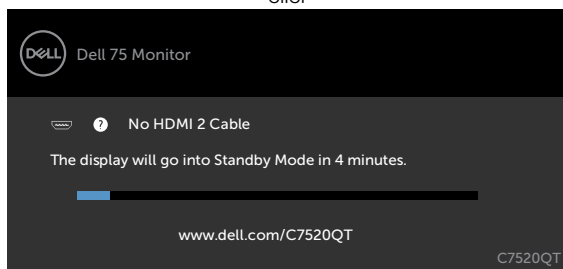 DELL Dell 75 Monitor
? No HDMI 2 Cable
The display will go into Standby Mode in 4 minutes.
www.dell.com/C7520QT
C7520QT